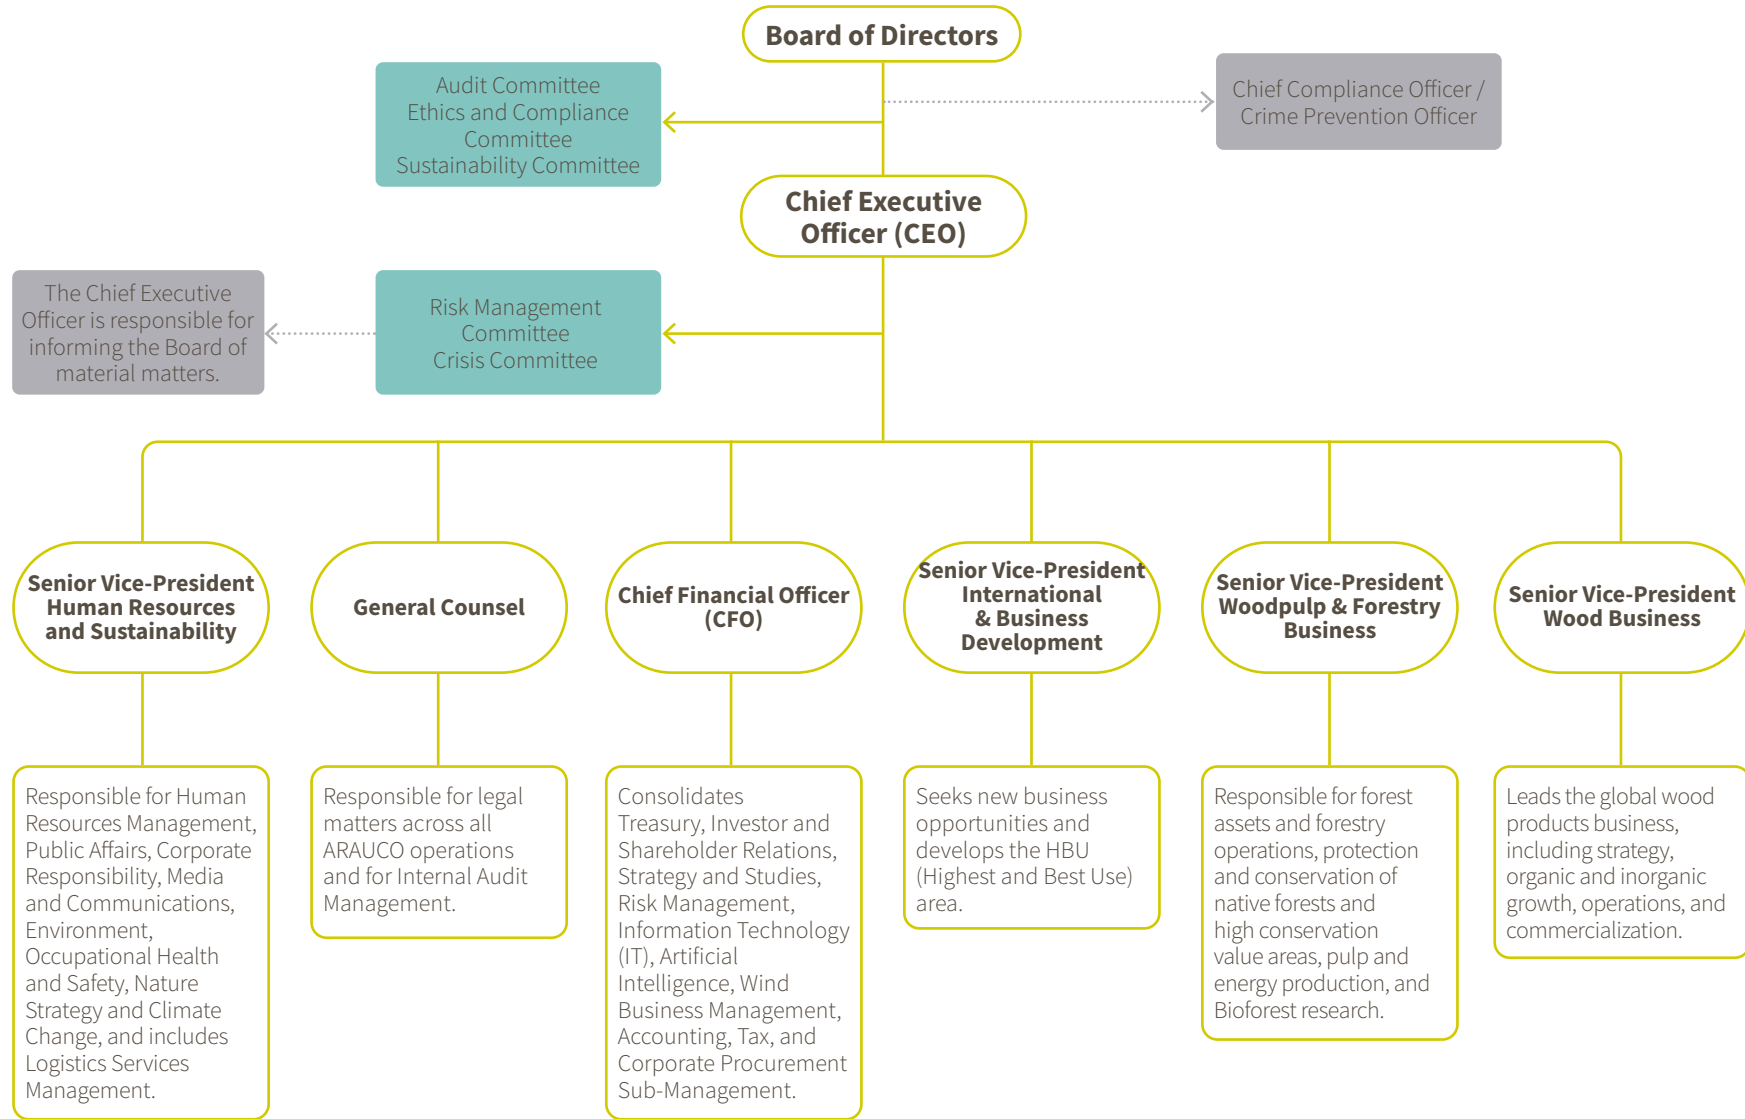 Board of Directors
Audit Committee
Ethics and Compliance
Committee
Sustainability Committee
Chief Compliance Officer /
Crime Prevention Officer
Chief Executive
Officer (CEO)
The Chief Executive
Officer is responsible for
informing the Board of
material matters.
Risk Management
Committee
Crisis Committee
Senior Vice-President
Human Resources
and Sustainability
General Counsel
Chief Financial Officer
(CFO)
Senior Vice-President
International
& Business
Development
Senior Vice-President
Woodpulp & Forestry
Business
Senior Vice-President
Wood Business
Responsible for Human
Resources Management,
Public Affairs, Corporate
Responsibility, Media
and Communications,
Environment,
Occupational Health
and Safety, Nature
Strategy and Climate
Change, and includes
Logistics Services
Management.
Responsible for legal
matters across all
ARAUCO operations
and for Internal Audit
Management.
Consolidates
Treasury, Investor and
Shareholder Relations,
Strategy and Studies,
Risk Management,
Information Technology
(IT), Artificial
Intelligence, Wind
Business Management,
Accounting, Tax, and
Corporate Procurement
Sub-Management.
Seeks new business
opportunities and
develops the HBU
(Highest and Best Use)
area.
Responsible for forest
assets and forestry
operations, protection
and conservation of
native forests and
high conservation
value areas, pulp and
energy production, and
Bioforest research.
Leads the global wood
products business,
including strategy,
organic and inorganic
growth, operations, and
commercialization.